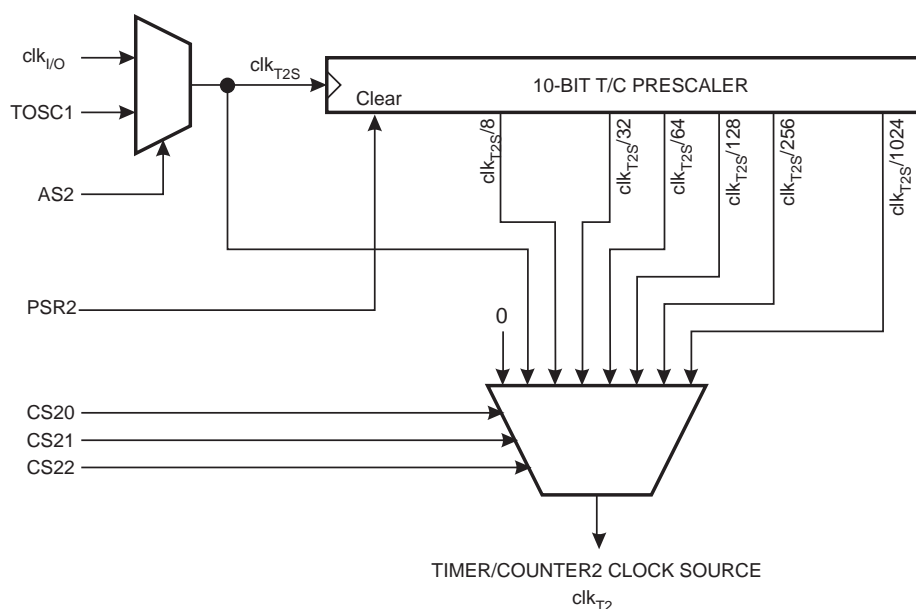 clkI/O
TOSC1
AS2
clkT2S
10-BIT T/C PRESCALER
Clear
clkT2S/8
clkT2S/32
clkT2S/64
clkT2S/128
clkT2S/256
clkT2S/1024
PSR2
0
CS20
CS21
CS22
TIMER/COUNTER2 CLOCK SOURCE
clkT2